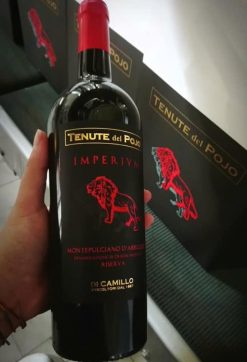 TENUTE del POJO
IMPERIVM
MONTEPULCIANO D'ABRUZZO
RISERVA
DI CAMILLO
TENUTE del POJO